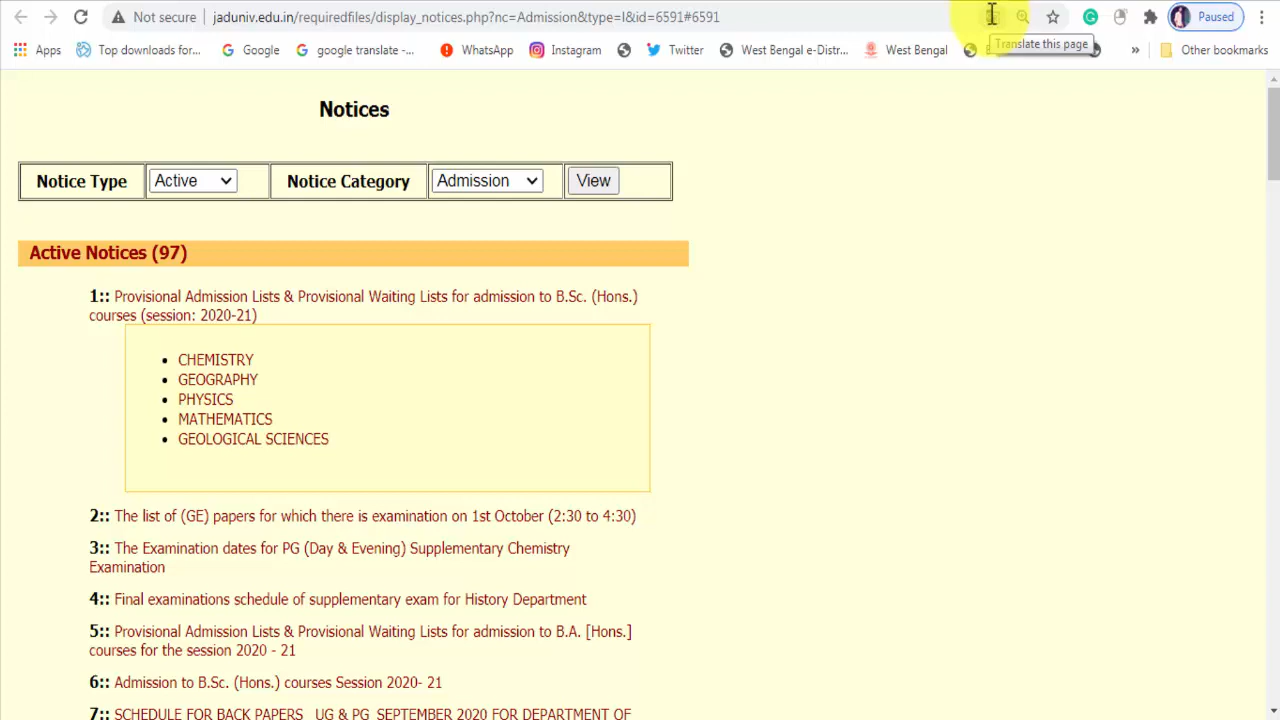 Not secure jaduniv.edu.in/requiredfiles/display_notices.php?nc=Admission&type=I&id=6591#6591 Paused
Translate this page
Apps Top downloads for... Google google translate -... WhatsApp Instagram Twitter West Bengal e-Distr... West Bengal » Other bookmarks
Notices
Notice Type Active Notice Category Admission View
Active Notices (97)
1:: Provisional Admission Lists & Provisional Waiting Lists for admission to B.Sc. (Hons.)
courses (session: 2020-21)
• CHEMISTRY
• GEOGRAPHY
• PHYSICS
• MATHEMATICS
• GEOLOGICAL SCIENCES
2:: The list of (GE) papers for which there is examination on 1st October (2:30 to 4:30)
3:: The Examination dates for PG (Day & Evening) Supplementary Chemistry
Examination
4:: Final examinations schedule of supplementary exam for History Department
5:: Provisional Admission Lists & Provisional Waiting Lists for admission to B.A. [Hons.]
courses for the session 2020 - 21
6:: Admission to B.Sc. (Hons.) courses Session 2020- 21
7:: SCHEDULE FOR BACK PAPERS_ UG & PG_SEPTEMBER 2020 FOR DEPARTMENT OF